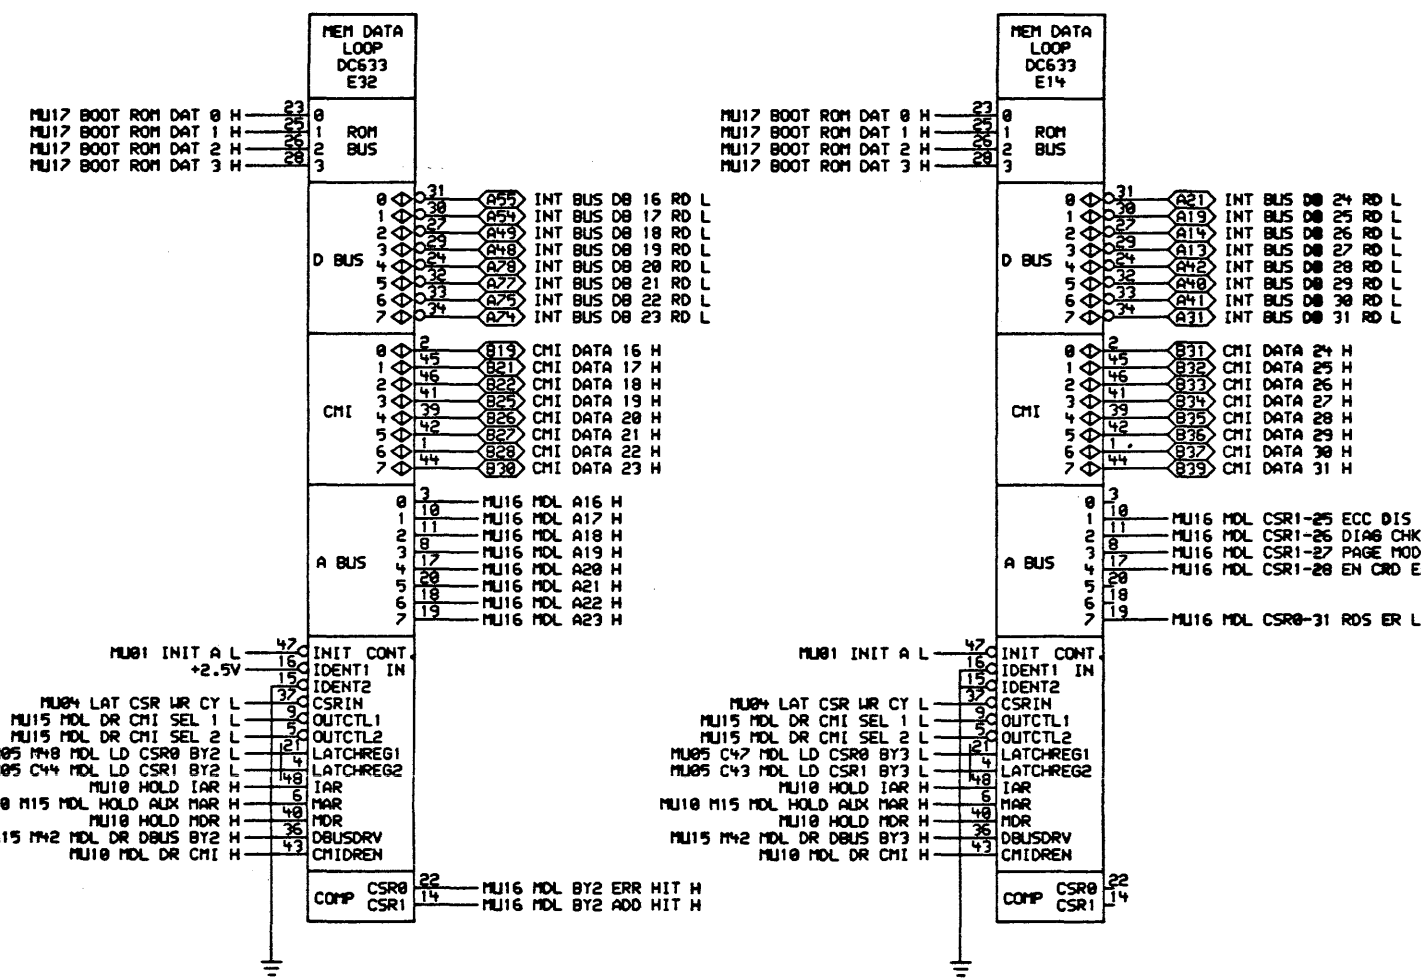 MEM DATA
LOOP
DC633
E32
MU17 BOOT ROM DAT 0 H 23 0
MU17 BOOT ROM DAT 1 H 25 1 ROM
MU17 BOOT ROM DAT 2 H 26 2 BUS
MU17 BOOT ROM DAT 3 H 28 3
D BUS
0 31 A55 INT BUS DB 16 RD L
1 30 A54 INT BUS DB 17 RD L
2 27 A49 INT BUS DB 18 RD L
3 29 A48 INT BUS DB 19 RD L
4 24 A78 INT BUS DB 20 RD L
5 32 A77 INT BUS DB 21 RD L
6 33 A75 INT BUS DB 22 RD L
7 34 A74 INT BUS DB 23 RD L
CMI
0 2 B19 CMI DATA 16 H
1 45 B21 CMI DATA 17 H
2 46 B22 CMI DATA 18 H
3 41 B25 CMI DATA 19 H
4 39 B26 CMI DATA 20 H
5 42 B27 CMI DATA 21 H
6 1 B28 CMI DATA 22 H
7 44 B30 CMI DATA 23 H
A BUS
0 3 MU16 MDL A16 H
1 10 MU16 MDL A17 H
2 11 MU16 MDL A18 H
3 8 MU16 MDL A19 H
4 17 MU16 MDL A20 H
5 20 MU16 MDL A21 H
6 18 MU16 MDL A22 H
7 19 MU16 MDL A23 H
MU01 INIT A L 47 INIT CONT.
+2.5V 16 IDENT1 IN
15 IDENT2
MU04 LAT CSR WR CY L 37 CSRIN
MU15 MDL DR CMI SEL 1 L 9 OUTCTL1
MU15 MDL DR CMI SEL 2 L 5 OUTCTL2
05 M48 MDL LD CSR0 BY2 L 21 LATCHREG1
05 C44 MDL LD CSR1 BY2 L 4 LATCHREG2
MU10 HOLD IAR H 48 IAR
0 M15 MDL HOLD AUX MAR H 6 MAR
MU10 HOLD MDR H 40 MDR
15 M42 MDL DR DBUS BY2 H 36 DBUSDRV
MU10 MDL DR CMI H 43 CMIDREN
COMP
CSR0 22 MU16 MDL BY2 ERR HIT H
CSR1 14 MU16 MDL BY2 ADD HIT H
MEM DATA
LOOP
DC633
E14
MU17 BOOT ROM DAT 0 H 23 0
MU17 BOOT ROM DAT 1 H 25 1 ROM
MU17 BOOT ROM DAT 2 H 26 2 BUS
MU17 BOOT ROM DAT 3 H 28 3
D BUS
0 31 A21 INT BUS DB 24 RD L
1 30 A19 INT BUS DB 25 RD L
2 27 A14 INT BUS DB 26 RD L
3 29 A13 INT BUS DB 27 RD L
4 24 A42 INT BUS DB 28 RD L
5 32 A40 INT BUS DB 29 RD L
6 33 A41 INT BUS DB 30 RD L
7 34 A31 INT BUS DB 31 RD L
CMI
0 2 B31 CMI DATA 24 H
1 45 B32 CMI DATA 25 H
2 46 B33 CMI DATA 26 H
3 41 B34 CMI DATA 27 H
4 39 B35 CMI DATA 28 H
5 42 B36 CMI DATA 29 H
6 1 B37 CMI DATA 30 H
7 44 B39 CMI DATA 31 H
A BUS
0 3
1 10 MU16 MDL CSR1-25 ECC DIS
2 11 MU16 MDL CSR1-26 DIAG CHK
3 8 MU16 MDL CSR1-27 PAGE MOD
4 17 MU16 MDL CSR1-28 EN CRD E
5 20
6 18
7 19 MU16 MDL CSR0-31 RDS ER L
MU01 INIT A L 47 INIT CONT.
16 IDENT1 IN
15 IDENT2
MU04 LAT CSR WR CY L 37 CSRIN
MU15 MDL DR CMI SEL 1 L 9 OUTCTL1
MU15 MDL DR CMI SEL 2 L 5 OUTCTL2
MU05 C47 MDL LD CSR0 BY3 L 21 LATCHREG1
MU05 C43 MDL LD CSR1 BY3 L 4 LATCHREG2
MU10 HOLD IAR H 48 IAR
MU10 M15 MDL HOLD AUX MAR H 6 MAR
MU10 HOLD MDR H 40 MDR
MU15 M42 MDL DR DBUS BY3 H 36 DBUSDRV
MU10 MDL DR CMI H 43 CMIDREN
COMP
CSR0 22
CSR1 14